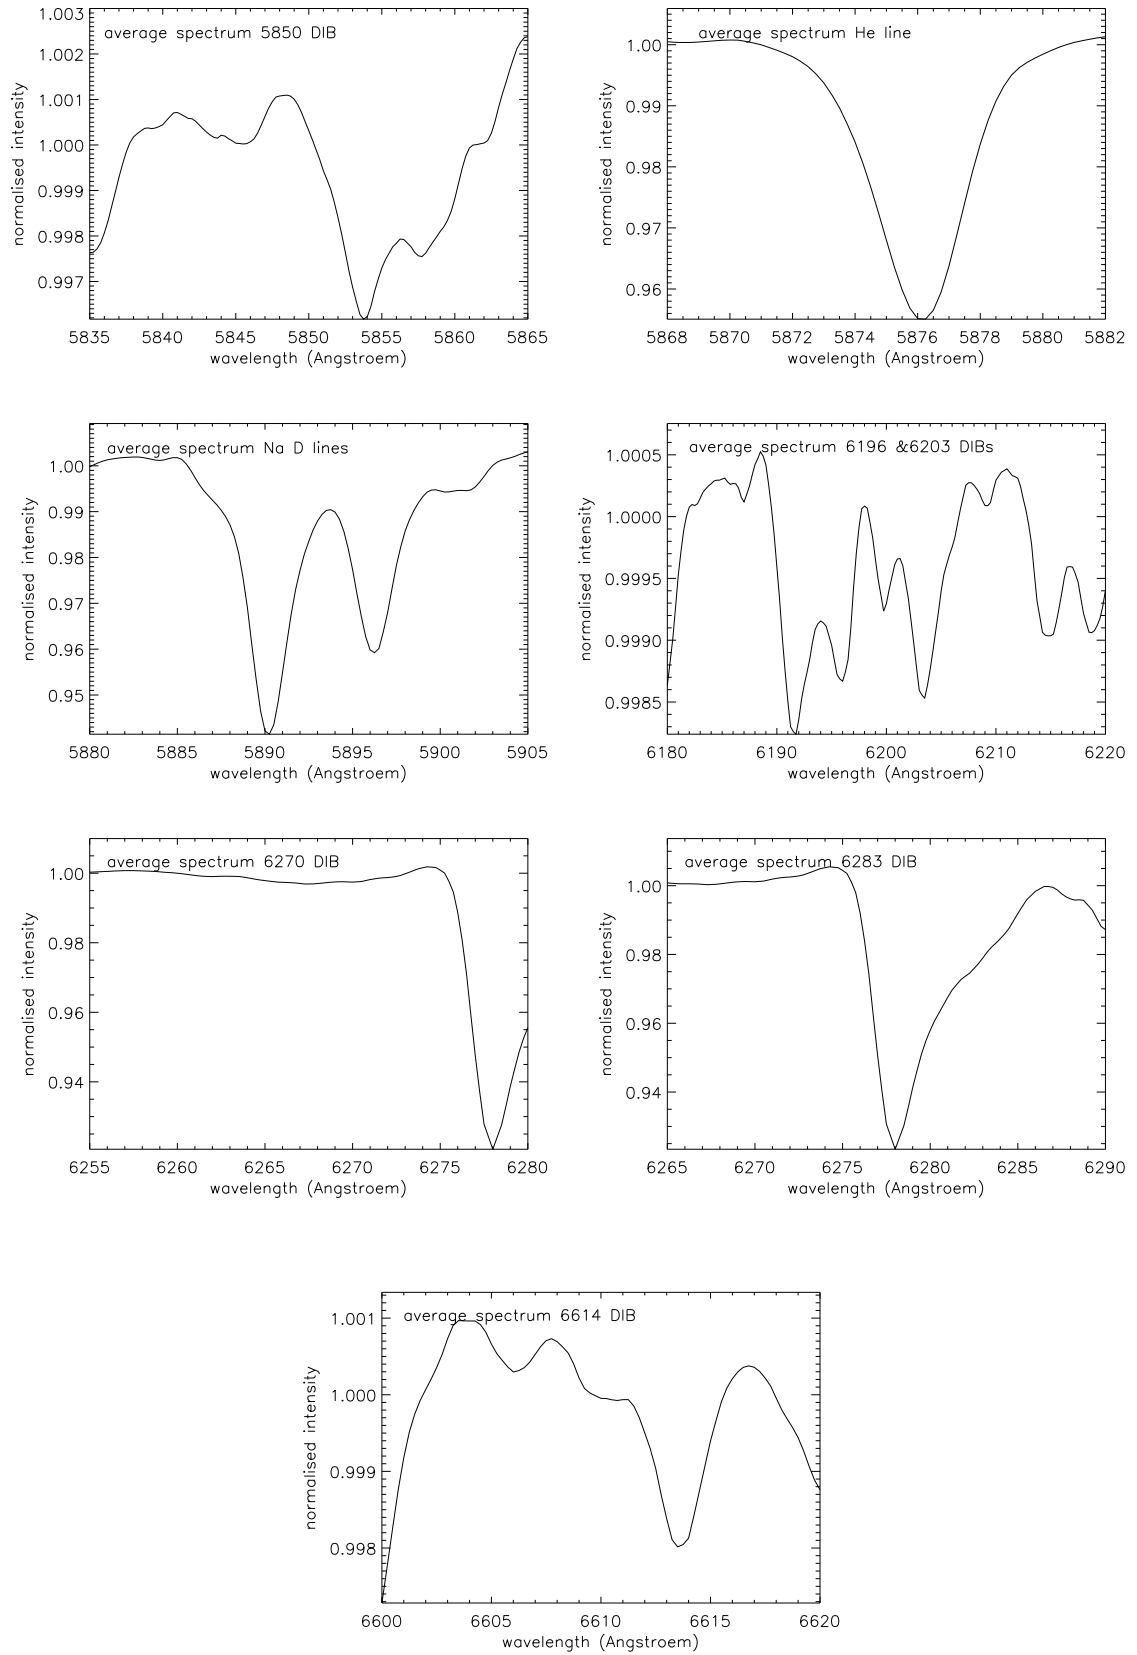 average spectrum 5850 DIB
1.003
1.002
1.001
1.000
0.999
0.998
0.997
normalised intensity
5835 5840 5845 5850 5855 5860 5865
wavelength (Angstroem)
average spectrum He line
1.00
0.99
0.98
0.97
0.96
normalised intensity
5868 5870 5872 5874 5876 5878 5880 5882
wavelength (Angstroem)
average spectrum Na D lines
1.00
0.99
0.98
0.97
0.96
0.95
normalised intensity
5880 5885 5890 5895 5900 5905
wavelength (Angstroem)
average spectrum 6196 &6203 DIBs
1.0005
1.0000
0.9995
0.9990
0.9985
normalised intensity
6180 6190 6200 6210 6220
wavelength (Angstroem)
average spectrum 6270 DIB
1.00
0.98
0.96
0.94
normalised intensity
6255 6260 6265 6270 6275 6280
wavelength (Angstroem)
average spectrum 6283 DIB
1.00
0.98
0.96
0.94
normalised intensity
6265 6270 6275 6280 6285 6290
wavelength (Angstroem)
average spectrum 6614 DIB
1.001
1.000
0.999
0.998
normalised intensity
6600 6605 6610 6615 6620
wavelength (Angstroem)